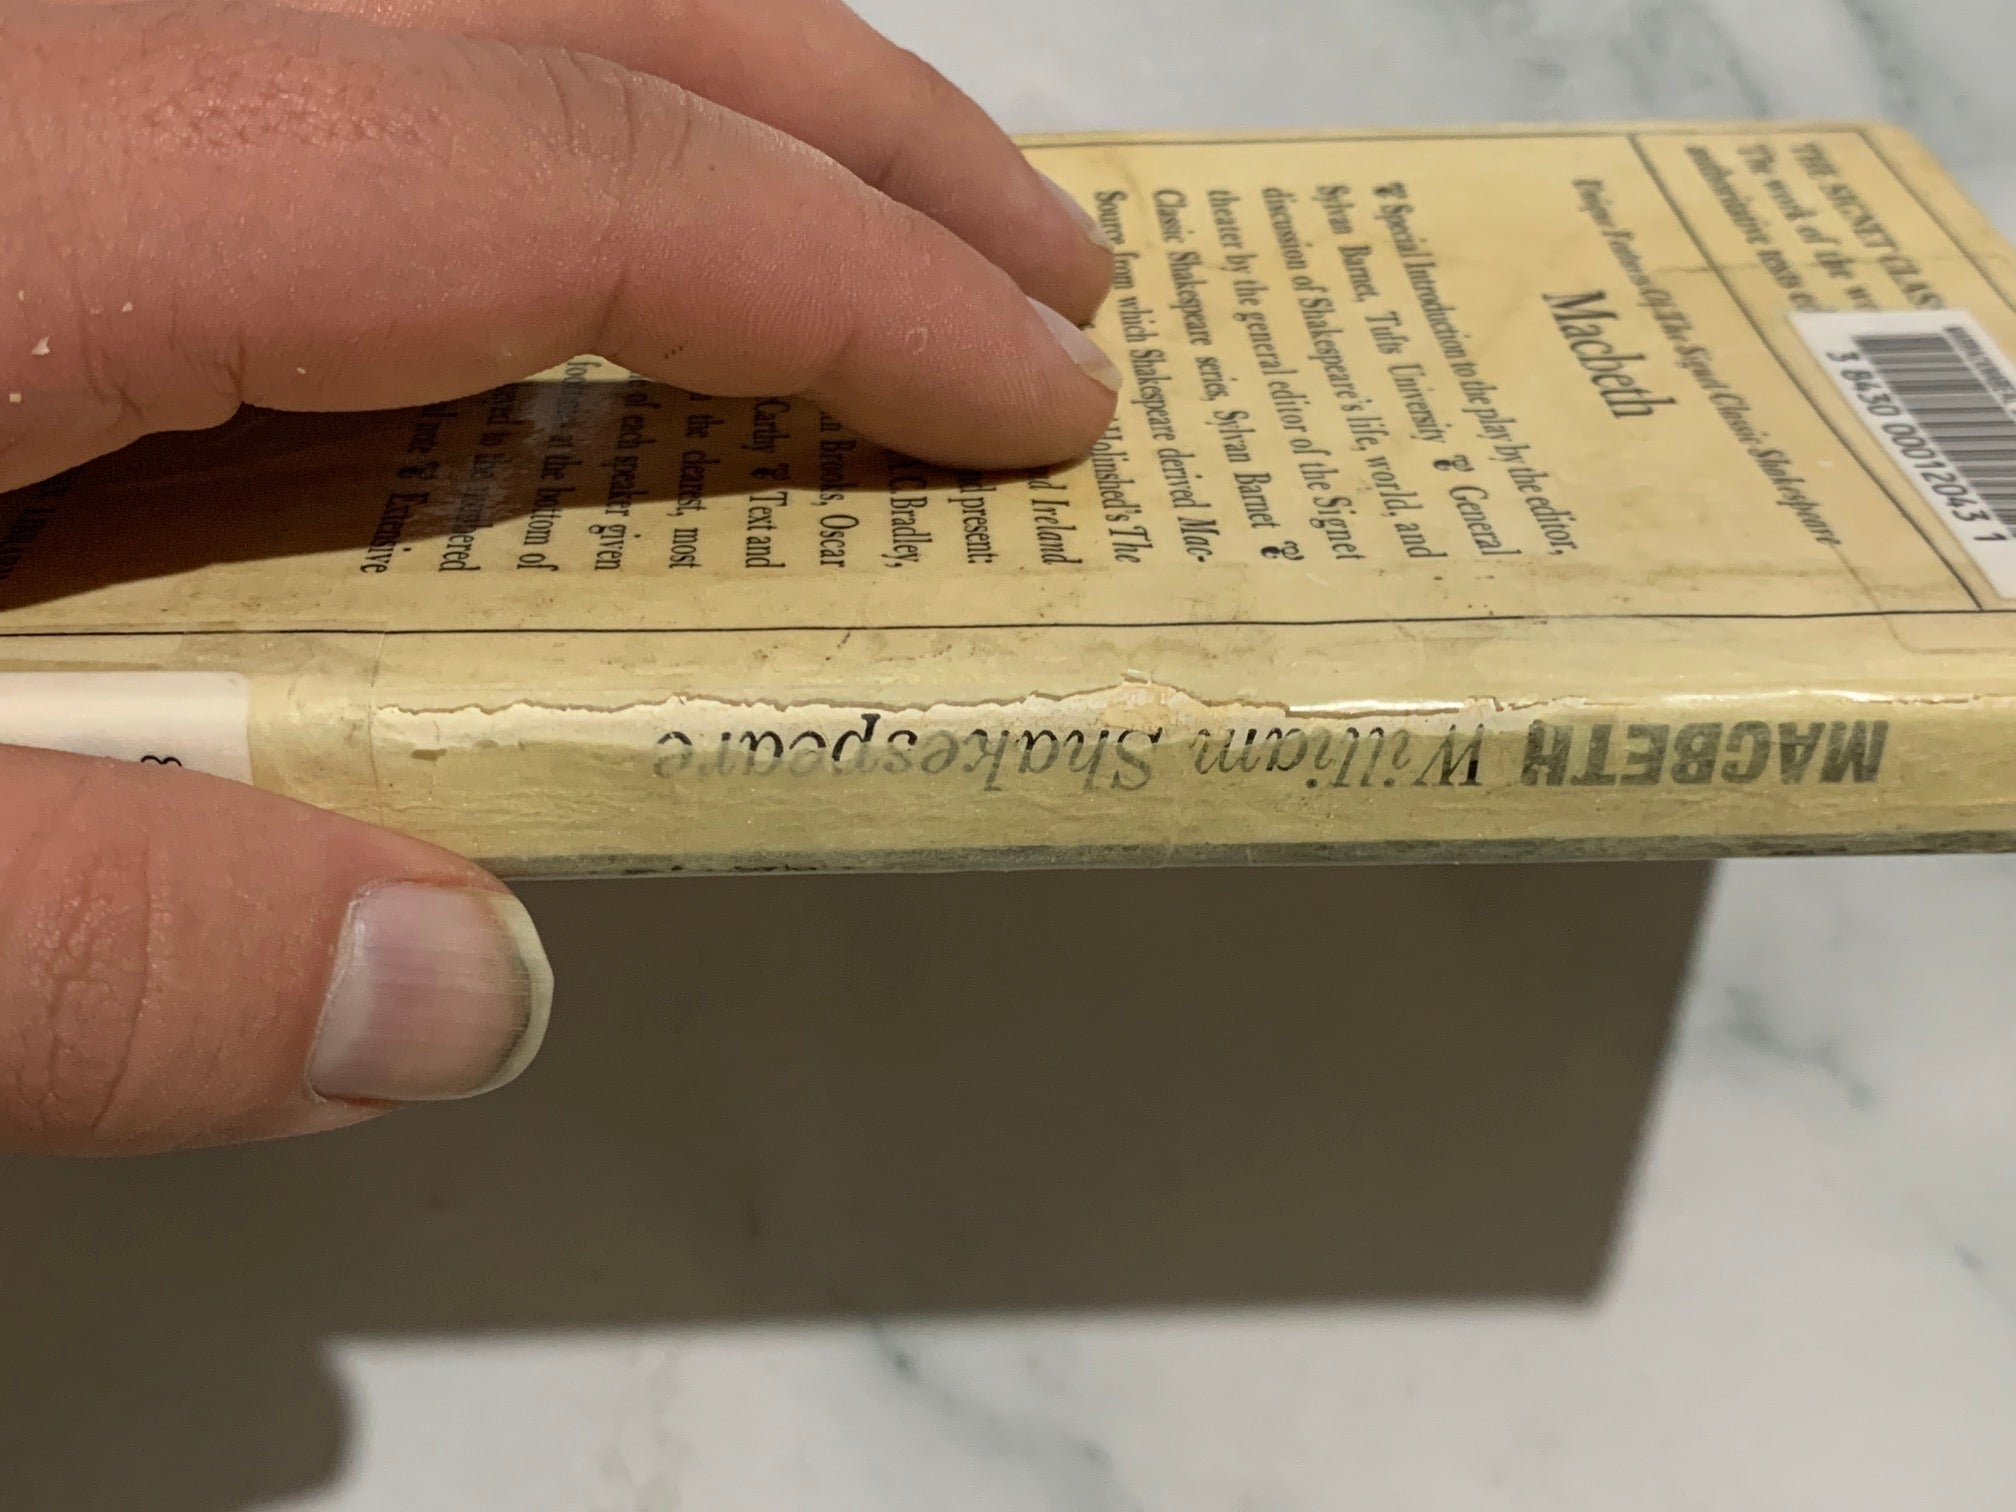 THE SIGNET CLAS
The work of the wo
authoritative texts
Unique Features Of The Signet Classic Shakespeare
Macbeth
❦ Special Introduction to the play by the editor,
Sylvan Barnet, Tufts University ❦ General
discussion of Shakespeare's life, world, and
theater by the general editor of the Signet
Classic Shakespeare series, Sylvan Barnet ❦
Source from which Shakespeare derived Mac-
Holinshed's The
d Ireland
d present:
A.C. Bradley,
Brooks, Oscar
Carthy ❦ Text and
the clearest, most
of each speaker given
at the bottom of
to the numbered
❦ Extensive
3 8430 00012043 1
MACBETH William Shakespeare
8